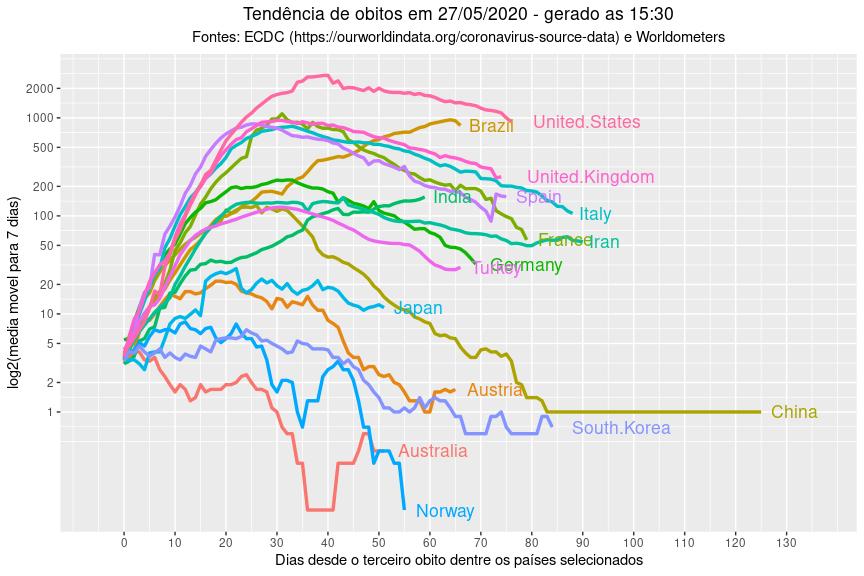 Tendência de obitos em 27/05/2020 - gerado as 15:30
Fontes: ECDC (https://ourworldindata.org/coronavirus-source-data) e Worldometers
log2(media movel para 7 dias)
2000
1000
500
200
100
50
20
10
5
2
1
United.States
Brazil
United.Kingdom
Spain
India
Italy
France
Iran
Germany
Turkey
Japan
Austria
China
South.Korea
Australia
Norway
0 10 20 30 40 50 60 70 80 90 100 110 120 130
Dias desde o terceiro obito dentre os países selecionados